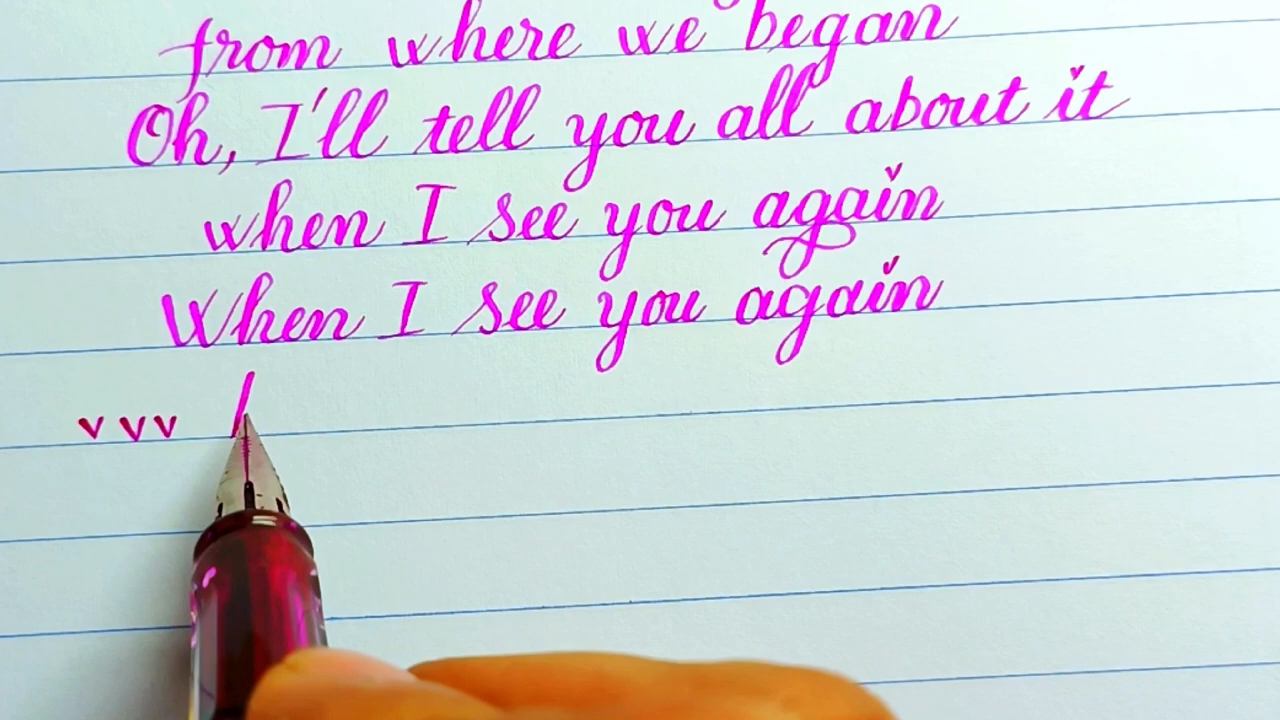 from where we began
Oh, I'll tell you all about it
when I see you again
When I see you again
v v v